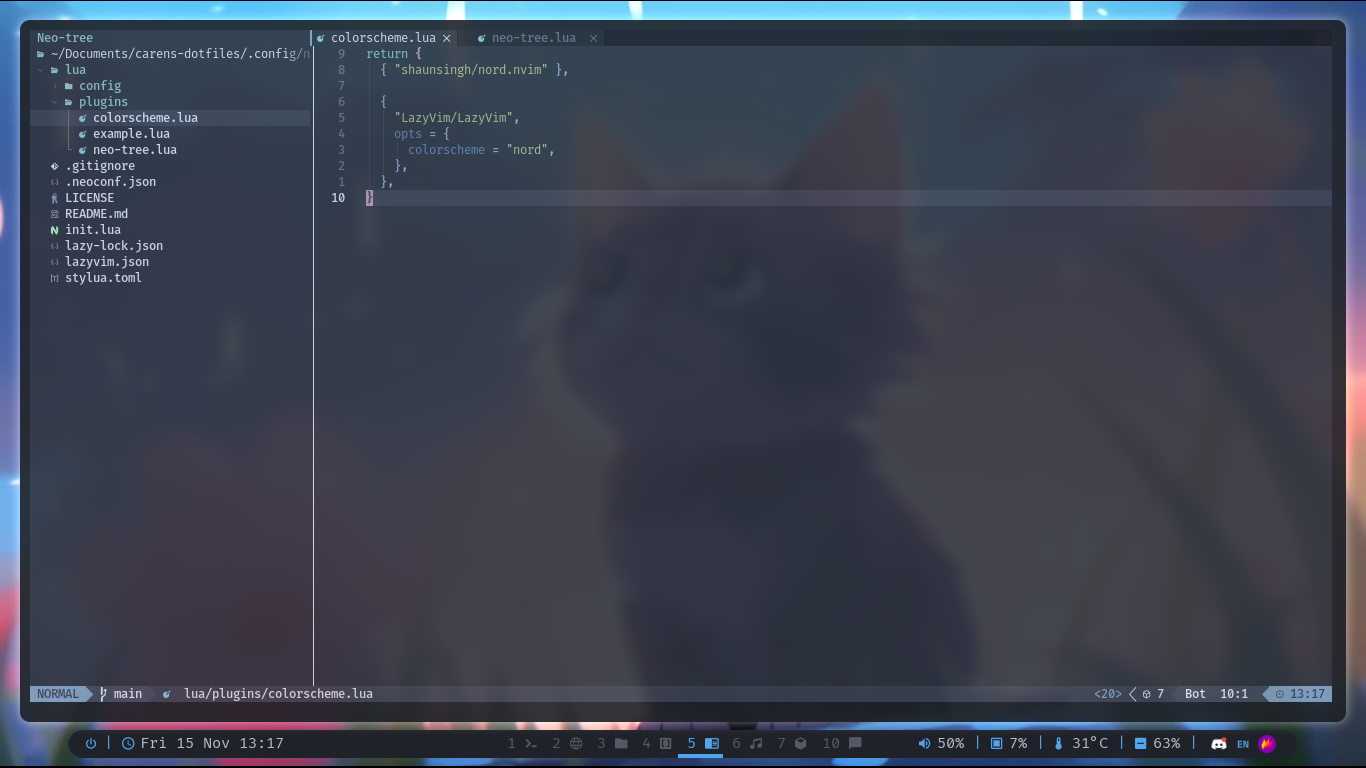 Neo-tree
~/Documents/carens-dotfiles/.config/n
lua
config
plugins
colorscheme.lua
example.lua
neo-tree.lua
.gitignore
.neoconf.json
LICENSE
README.md
init.lua
lazy-lock.json
lazyvim.json
stylua.toml
colorscheme.lua neo-tree.lua
9 return {
8 { "shaunsingh/nord.nvim" },
7
6 {
5 "LazyVim/LazyVim",
4 opts = {
3 colorscheme = "nord",
2 },
1 },
10 }
NORMAL main lua/plugins/colorscheme.lua <20> 7 Bot 10:1 13:17
Fri 15 Nov 13:17 1 2 3 4 5 6 7 10 50% 7% 31°C 63% EN